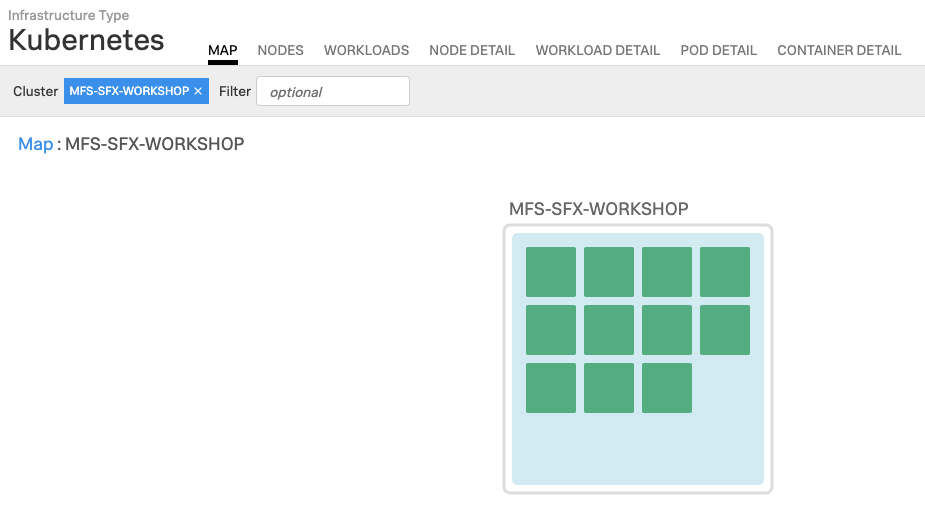 Infrastructure Type
Kubernetes
MAP NODES WORKLOADS NODE DETAIL WORKLOAD DETAIL POD DETAIL CONTAINER DETAIL
Cluster MFS-SFX-WORKSHOP × Filter optional
Map : MFS-SFX-WORKSHOP
MFS-SFX-WORKSHOP